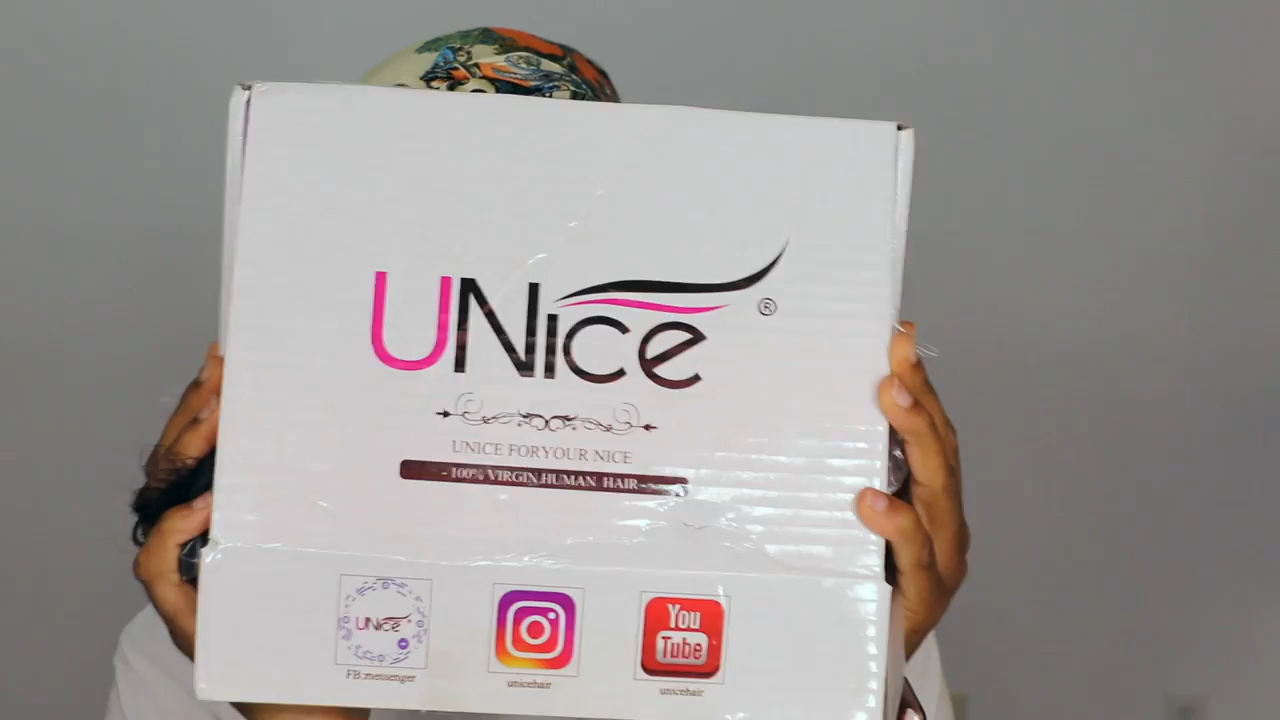 UNice ®
UNICE FORYOUR NICE
- 100% VIRGIN HUMAN HAIR -
UNice
You
Tube
FB:messenger
unicehair
unicehair